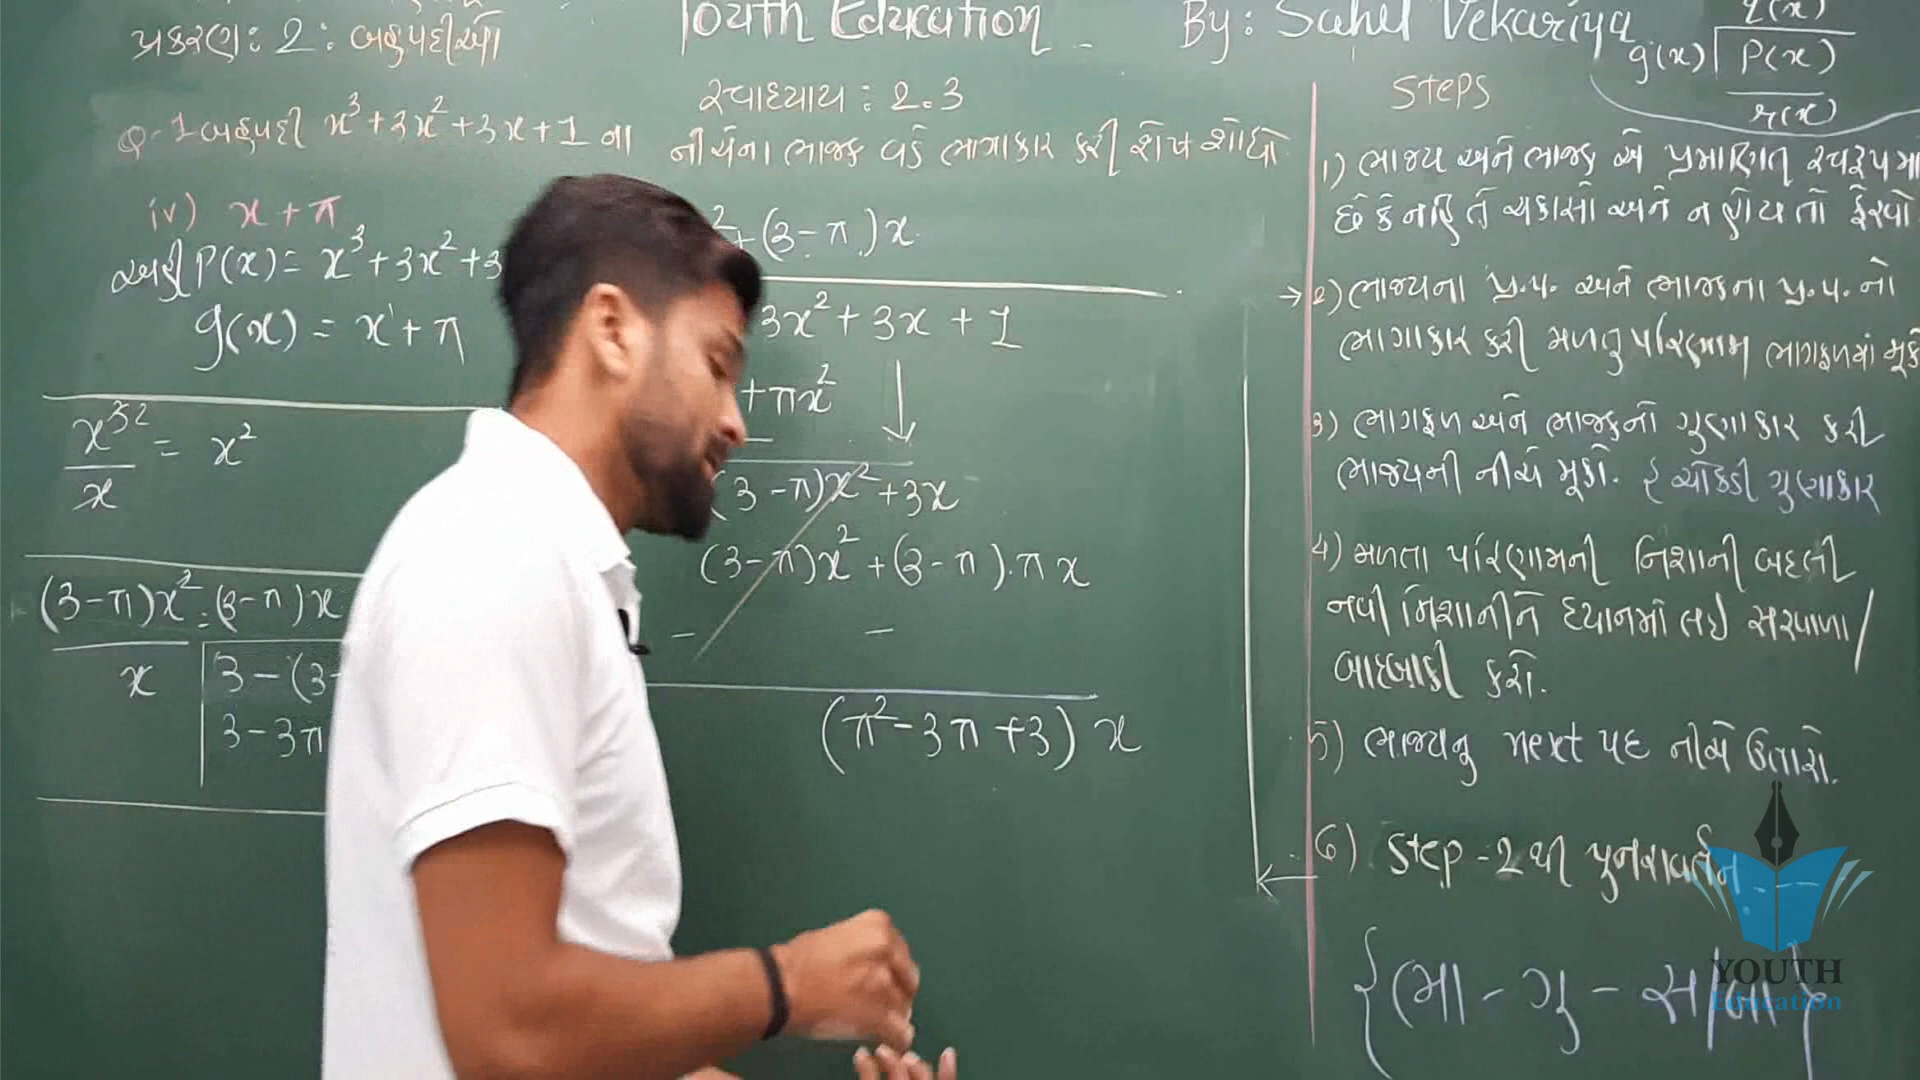 પ્રકરણ: 2: બહુપદીઓ
Youth Education
By: Sahil Vekariya
q(x)
g(x) P(x)
r(x)
સ્વાધ્યાય: 2.3
Q-1 બહુપદી x³+3x²+3x+1 ના નીચેના ભાજક વડે ભાગાકાર કરી શેષ શોધો
iv) x+π
અહી P(x)= x³+3x²+3
g(x) = x+π
x³/x = x²
(3-π)x²/x = (3-π)x
3-(3-
3-3π
²+(3-π)x
3x²+3x+1
+πx²
(3-π)x²+3x
(3-π)x²+(3-π).πx
- -
(π²-3π+3)x
Steps
1) ભાજ્ય અને ભાજક એ પ્રમાણિત સ્વરૂપમાં
છે કે નહિ તે ચકાસો અને ન હોય તો ફેરવો
→2) ભાજ્યના પ્ર.પ. અને ભાજકના પ્ર.પ. નો
ભાગાકાર કરી મળતુ પરિણામ ભાગફળમાં મૂકો
3) ભાગફળ અને ભાજકનો ગુણાકાર કરી
ભાજ્યની નીચે મૂકો. { ચોકડી ગુણાકાર
4) મળતા પરિણામની નિશાની બદલી
નવી નિશાનીને ધ્યાનમાં લઇ સરવાળા/
બાદબાકી કરો.
5) ભાજ્યનુ next પદ નીચે ઉતારો.
6) Step-2 થી પુનરાવર્તન ---
{ભા-ગુ-સ/બા}
YOUTH
Education